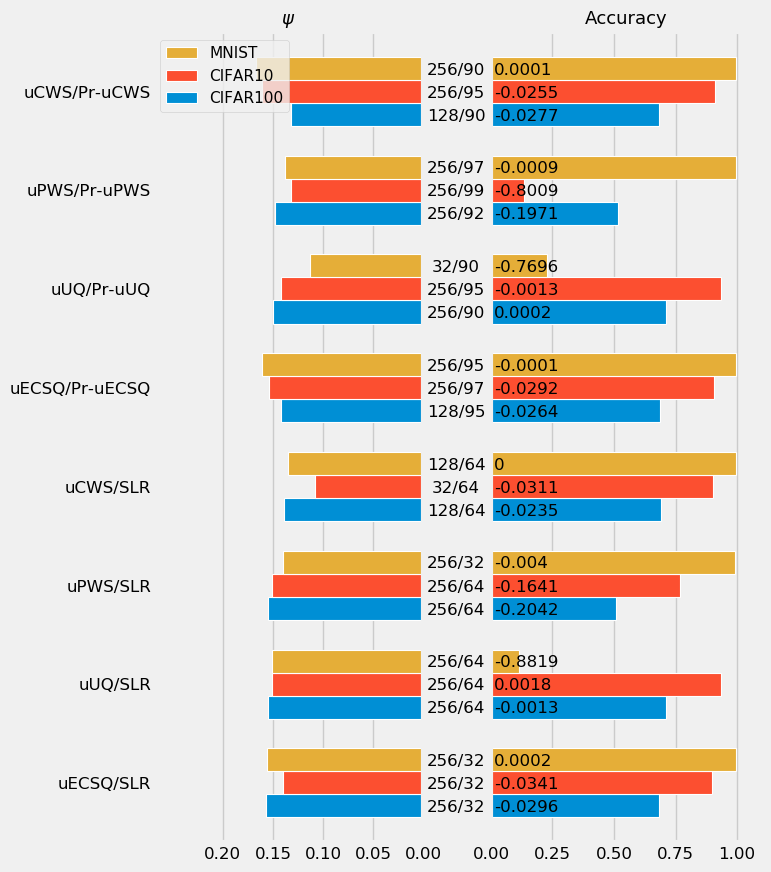 ψ Accuracy
MNIST
CIFAR10
CIFAR100
uCWS/Pr-uCWS
256/90 0.0001
256/95 -0.0255
128/90 -0.0277
uPWS/Pr-uPWS
256/97 -0.0009
256/99 -0.8009
256/92 -0.1971
uUQ/Pr-uUQ
32/90 -0.7696
256/95 -0.0013
256/90 0.0002
uECSQ/Pr-uECSQ
256/95 -0.0001
256/97 -0.0292
128/95 -0.0264
uCWS/SLR
128/64 0
32/64 -0.0311
128/64 -0.0235
uPWS/SLR
256/32 -0.004
256/64 -0.1641
256/64 -0.2042
uUQ/SLR
256/64 -0.8819
256/64 0.0018
256/64 -0.0013
uECSQ/SLR
256/32 0.0002
256/32 -0.0341
256/32 -0.0296
0.20 0.15 0.10 0.05 0.00 0.00 0.25 0.50 0.75 1.00